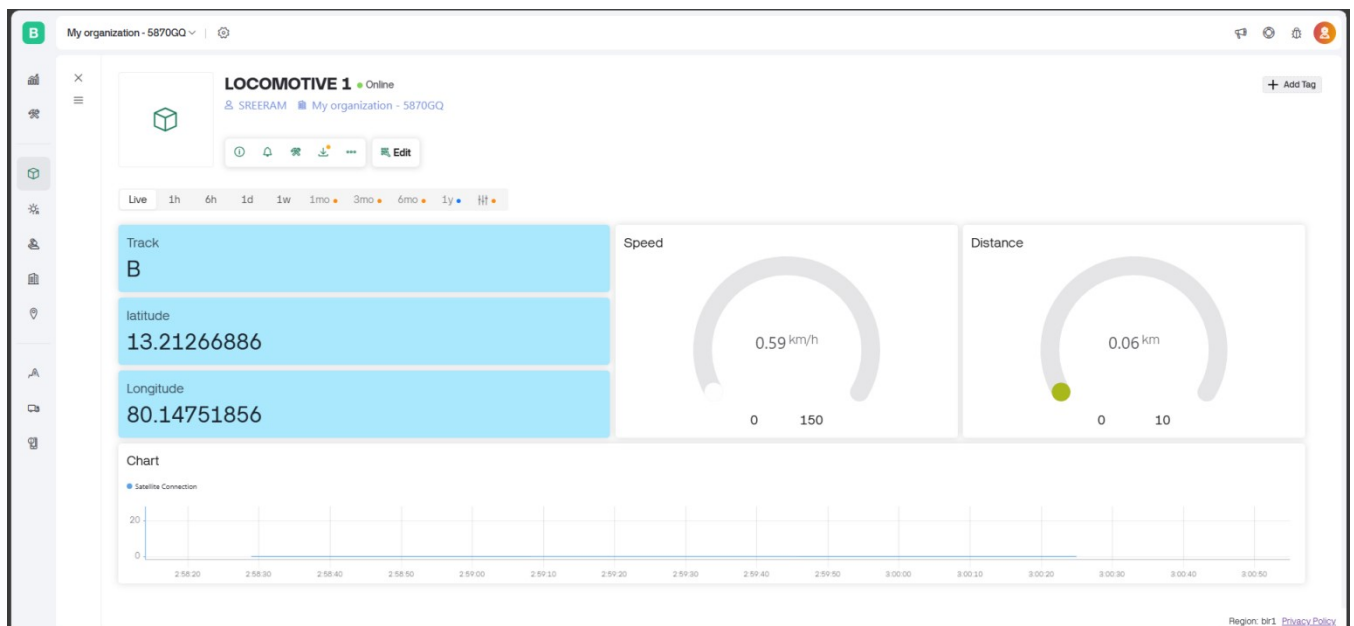 B
My organization - 5870GQ
LOCOMOTIVE 1 Online
SREERAM My organization - 5870GQ
Add Tag
Edit
Live 1h 6h 1d 1w 1mo 3mo 6mo 1y
Track
B
latitude
13.21266886
Longitude
80.14751856
Speed
0.59 km/h
0 150
Distance
0.06 km
0 10
Chart
Satellite Connection
20
0
2:58:20 2:58:30 2:58:40 2:58:50 2:59:00 2:59:10 2:59:20 2:59:30 2:59:40 2:59:50 3:00:00 3:00:10 3:00:20 3:00:30 3:00:40 3:00:50
Region: blr1 Privacy Policy